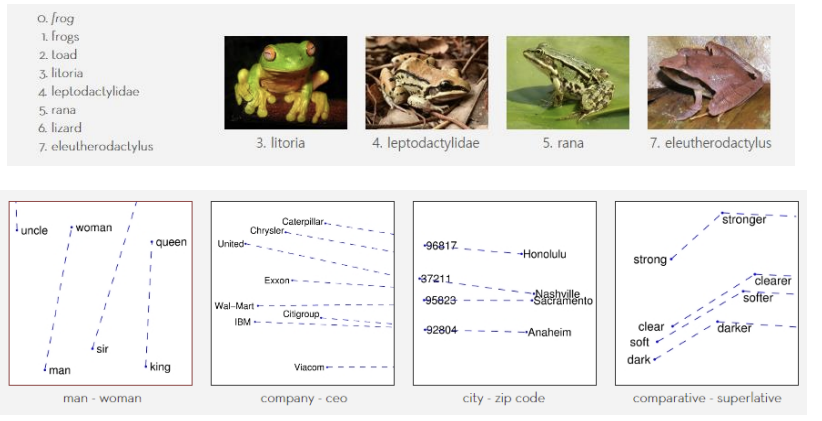 0. frog
1. frogs
2. toad
3. litoria
4. leptodactylidae
5. rana
6. lizard
7. eleutherodactylus
3. litoria
4. leptodactylidae
5. rana
7. eleutherodactylus
uncle
woman
queen
sir
man
king
man - woman
Caterpillar
Chrysler
United
Exxon
Wal-Mart
Citigroup
IBM
Viacom
company - ceo
96817
Honolulu
37211
Nashville
95823
Sacramento
92804
Anaheim
city - zip code
stronger
strong
clearer
softer
clear
darker
soft
dark
comparative - superlative